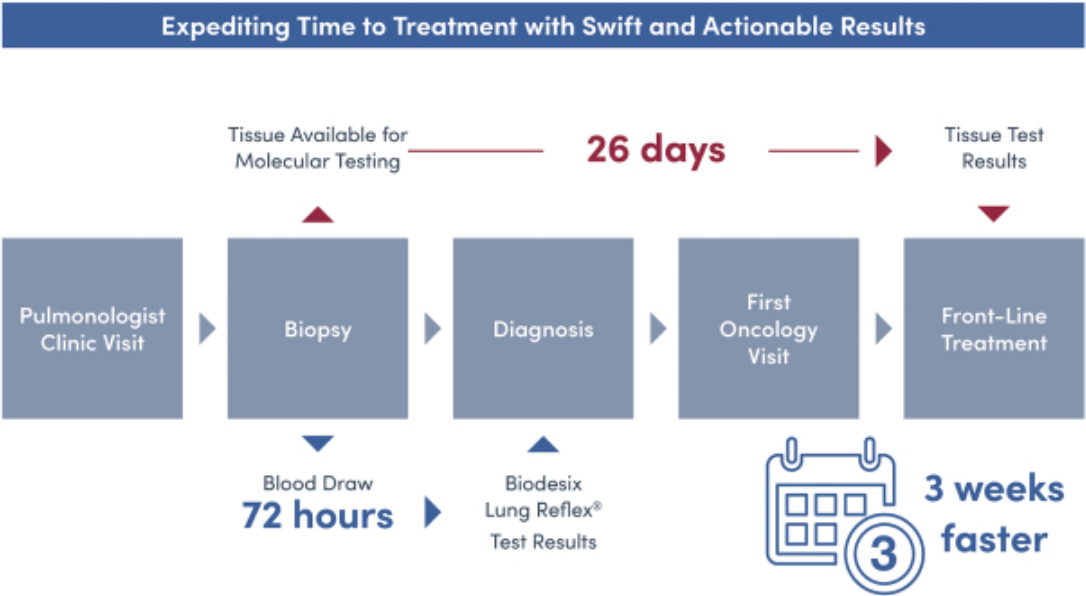 Expediting Time to Treatment with Swift and Actionable Results
Tissue Available for
Molecular Testing
26 days
Tissue Test
Results
Pulmonologist
Clinic Visit
Biopsy
Diagnosis
First
Oncology
Visit
Front-Line
Treatment
Blood Draw
72 hours
Biodesix
Lung Reflex®
Test Results
3
3 weeks
faster